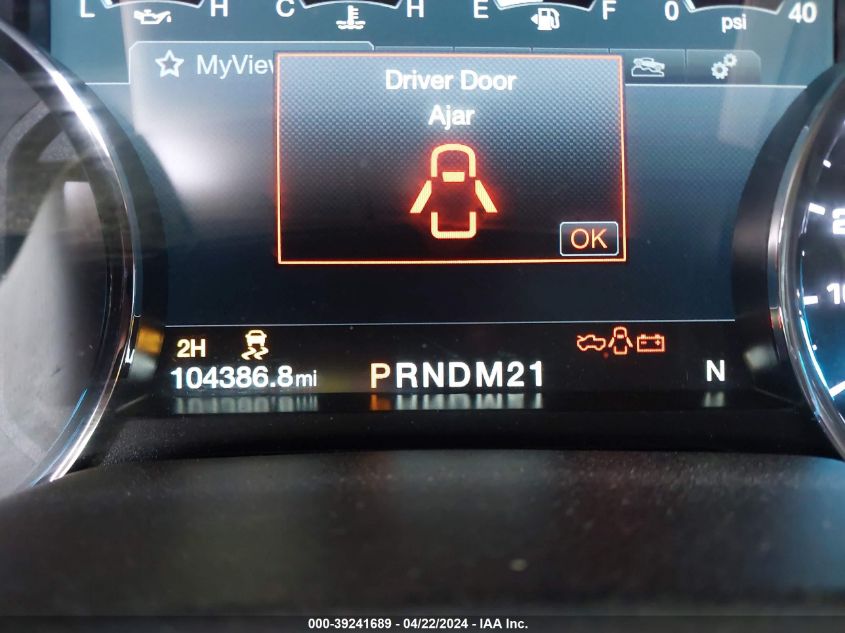 L H C H E F 0 psi 40
MyView
Driver Door
Ajar
OK
2H
104386.8mi PRNDM21 N
000-39241689 - 04/22/2024 - IAA Inc.